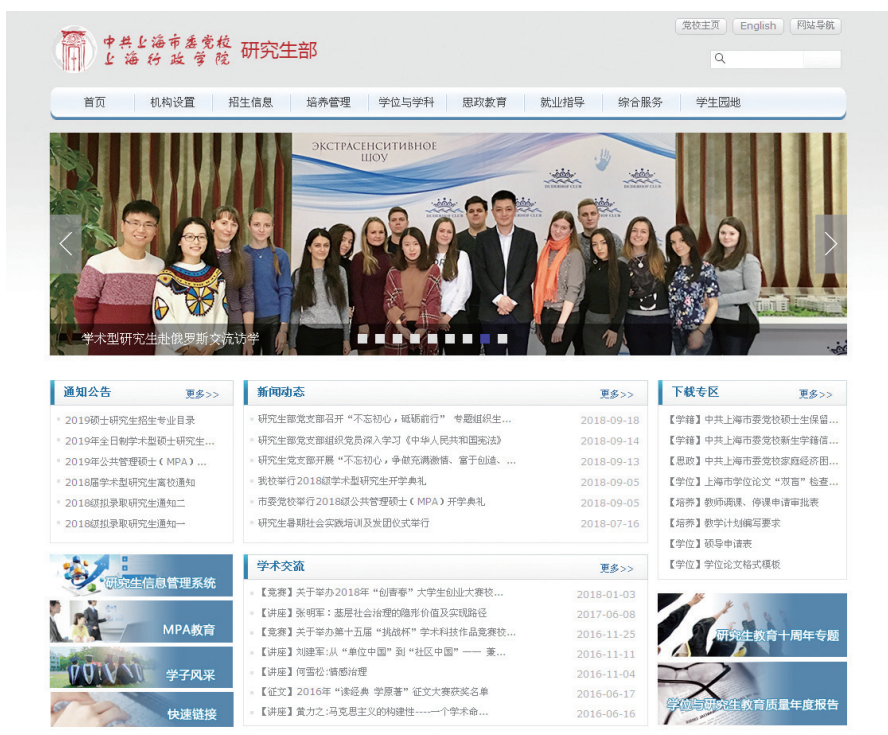 党校主页 English 网站导航
中共上海市委党校
上海行政学院
研究生部
首页 机构设置 招生信息 培养管理 学位与学科 思政教育 就业指导 综合服务 学生园地
ЭКСТРАСЕНСИТИВНОЕ
ШОУ
学术型研究生赴俄罗斯交流访学
通知公告 更多>>
2019硕士研究生招生专业目录
2019年全日制学术型硕士研究生...
2019年公共管理硕士（MPA）...
2018届学术型研究生离校通知
2018级拟录取研究生通知二
2018级拟录取研究生通知一
研究生信息管理系统
MPA教育
学子风采
快速链接
新闻动态 更多>>
研究生部党支部召开“不忘初心，砥砺前行” 专题组织生... 2018-09-18
研究生部党支部组织党员深入学习《中华人民共和国宪法》 2018-09-14
研究生党支部开展“不忘初心，争做充满激情、富于创造、... 2018-09-13
我校举行2018级学术型研究生开学典礼 2018-09-05
市委党校举行2018级公共管理硕士（MPA）开学典礼 2018-09-05
研究生暑期社会实践培训及发团仪式举行 2018-07-16
学术交流 更多>>
【竞赛】关于举办2018年“创青春”大学生创业大赛校... 2018-01-03
【讲座】张明军：基层社会治理的隐形价值及实现路径 2017-06-08
【竞赛】关于举办第十五届“挑战杯”学术科技作品竞赛校... 2016-11-25
【讲座】刘建军:从“单位中国”到“社区中国”—— 兼... 2016-11-11
【讲座】何雪松:情感治理 2016-11-04
【征文】2016年“读经典 学原著”征文大赛获奖名单 2016-06-17
【讲座】黄力之:马克思主义的构建性----一个学术命... 2016-06-16
下载专区 更多>>
【学籍】中共上海市委党校硕士生保留...
【学籍】中共上海市委党校新生学籍信...
【思政】中共上海市委党校家庭经济困...
【学位】上海市学位论文“双盲”检查...
【培养】教师调课、停课申请审批表
【培养】教学计划编写要求
【学位】硕导申请表
【学位】学位论文格式模板
研究生教育十周年专题
学位与研究生教育质量年度报告